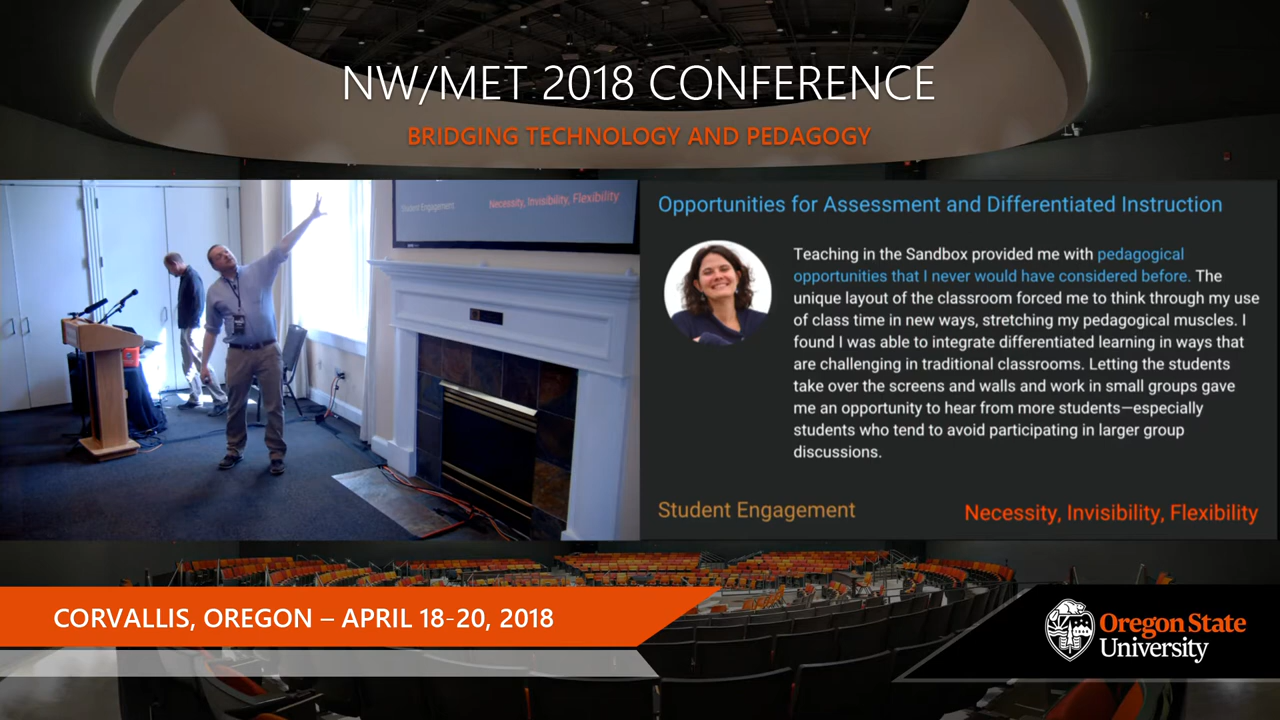 NW/MET 2018 CONFERENCE
BRIDGING TECHNOLOGY AND PEDAGOGY
Student Engagement
Necessity, Invisibility, Flexibility
Opportunities for Assessment and Differentiated Instruction
Teaching in the Sandbox provided me with pedagogical
opportunities that I never would have considered before. The
unique layout of the classroom forced me to think through my use
of class time in new ways, stretching my pedagogical muscles. I
found I was able to integrate differentiated learning in ways that
are challenging in traditional classrooms. Letting the students
take over the screens and walls and work in small groups gave
me an opportunity to hear from more students—especially
students who tend to avoid participating in larger group
discussions.
Student Engagement
Necessity, Invisibility, Flexibility
CORVALLIS, OREGON – APRIL 18-20, 2018
Oregon State
University